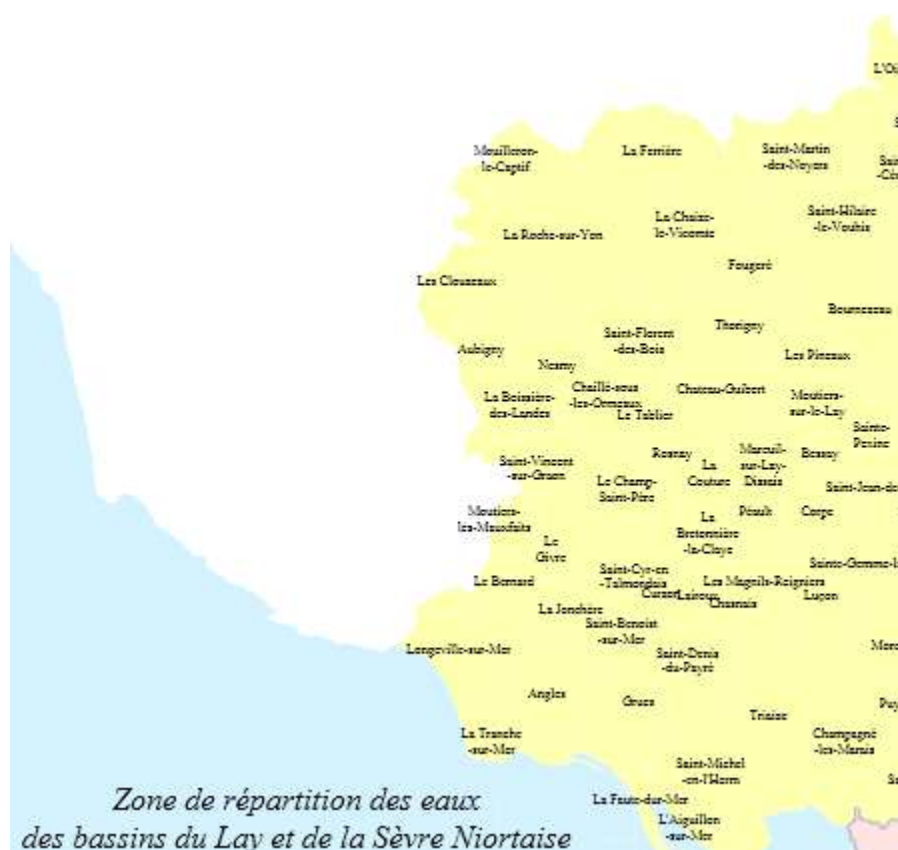 L'Oi
Mouilleron-
le-Captif
La Ferrière
Saint-Martin
-des-Noyers
Sain
-Cér
La Roche-sur-Yon
La Chaize-
le-Vicomte
Saint-Hilaire
-le-Vouhis
Fougeré
Les Clouzeaux
Bournezeau
Thorigny
Saint-Florent
-des-Bois
Aubigny
Les Pineaux
Nesmy
Chaillé-sous
-les-Ormeaux
Chateau-Guibert
La Boissière-
des-Landes
Moutiers-
sur-le-Lay
Le Tablier
Sainte-
Pexine
Rosnay
La
Couture
Mareuil-
sur-Lay-
Dissais
Bessay
Saint-Vincent
-sur-Graon
Le Champ-
Saint-Père
Saint-Jean-de
Moutiers-
les-Mauxfaits
Péault
Corpe
La
Bretonnière
-la-Claye
Le
Givre
Sainte-Gemme-l
Saint-Cyr-en
-Talmondais
Le Bernard
Les Magnils-Reigniers
Curzon
Lairoux
Chasnais
Luçon
La Jonchère
Saint-Benoist
-sur-Mer
Longeville-sur-Mer
Saint-Denis
-du-Payré
More
Angles
Grues
Puy
Triaize
La Tranche
-sur-Mer
Champagné
-les-Marais
Saint-Michel
-en-l'Herm
La Faute-dur-Mer
L'Aiguillon
-sur-Mer
Zone de répartition des eaux
des bassins du Lay et de la Sèvre Niortaise